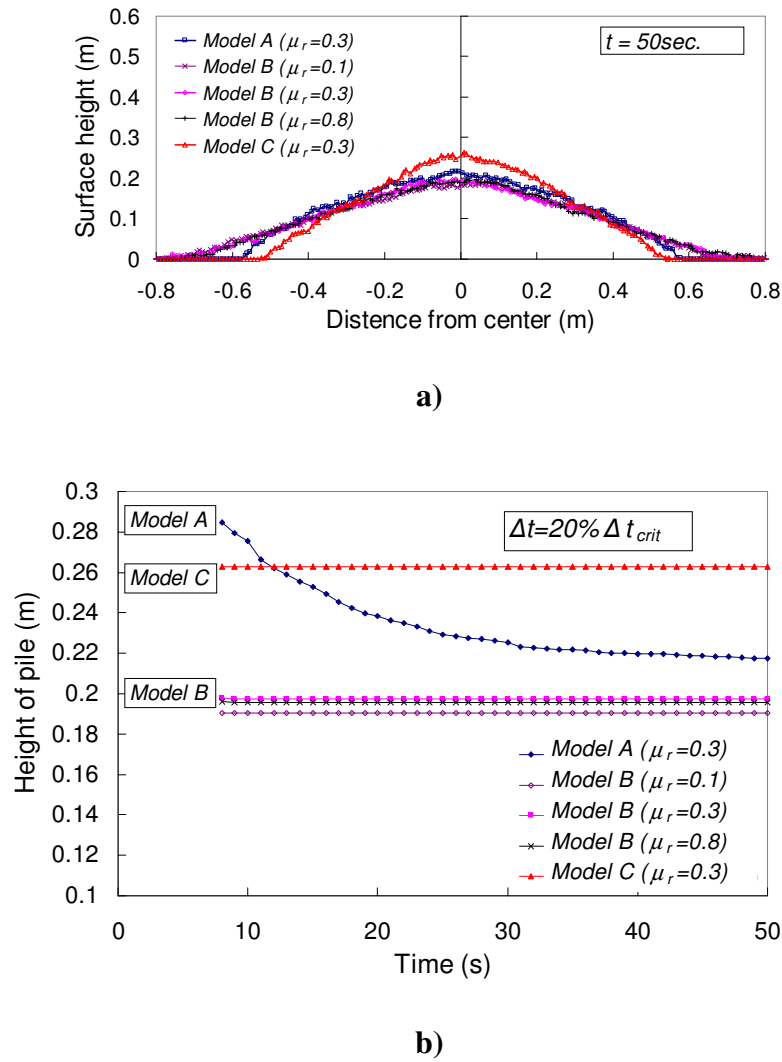 0.6
0.5
0.4
0.3
0.2
0.1
0
Surface height (m)
Model A (μr=0.3)
Model B (μr=0.1)
Model B (μr=0.3)
Model B (μr=0.8)
Model C (μr=0.3)
t = 50sec.
-0.8 -0.6 -0.4 -0.2 0 0.2 0.4 0.6 0.8
Distence from center (m)
a)
0.3
0.28
0.26
0.24
0.22
0.2
0.18
0.16
0.14
0.12
0.1
Height of pile (m)
Model A
Model C
Model B
Δt=20% Δtcrit
Model A (μr=0.3)
Model B (μr=0.1)
Model B (μr=0.3)
Model B (μr=0.8)
Model C (μr=0.3)
0 10 20 30 40 50
Time (s)
b)